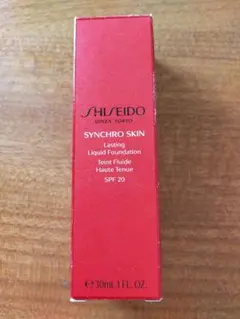 SHISEIDO
GINZA TOKYO
SYNCHRO SKIN
Lasting
Liquid Foundation
Teint Fluide
Haute Tenue
SPF 20
℮30mL 1 FL. OZ.